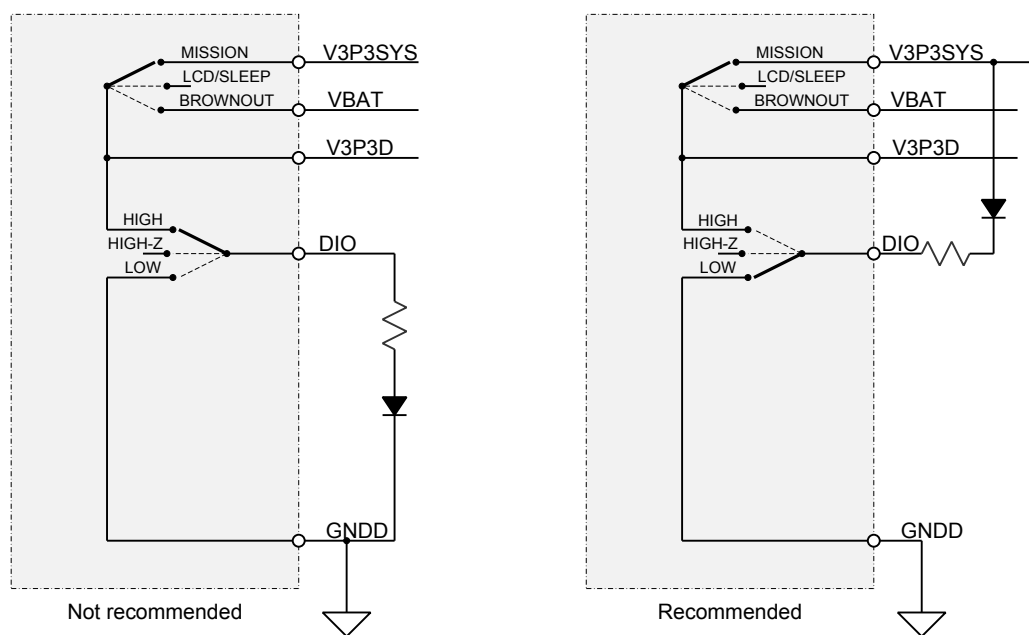 MISSION
V3P3SYS
LCD/SLEEP
BROWNOUT
VBAT
V3P3D
HIGH
HIGH-Z
DIO
LOW
GNDD
Not recommended
MISSION
V3P3SYS
LCD/SLEEP
BROWNOUT
VBAT
V3P3D
HIGH
HIGH-Z
DIO
LOW
GNDD
Recommended